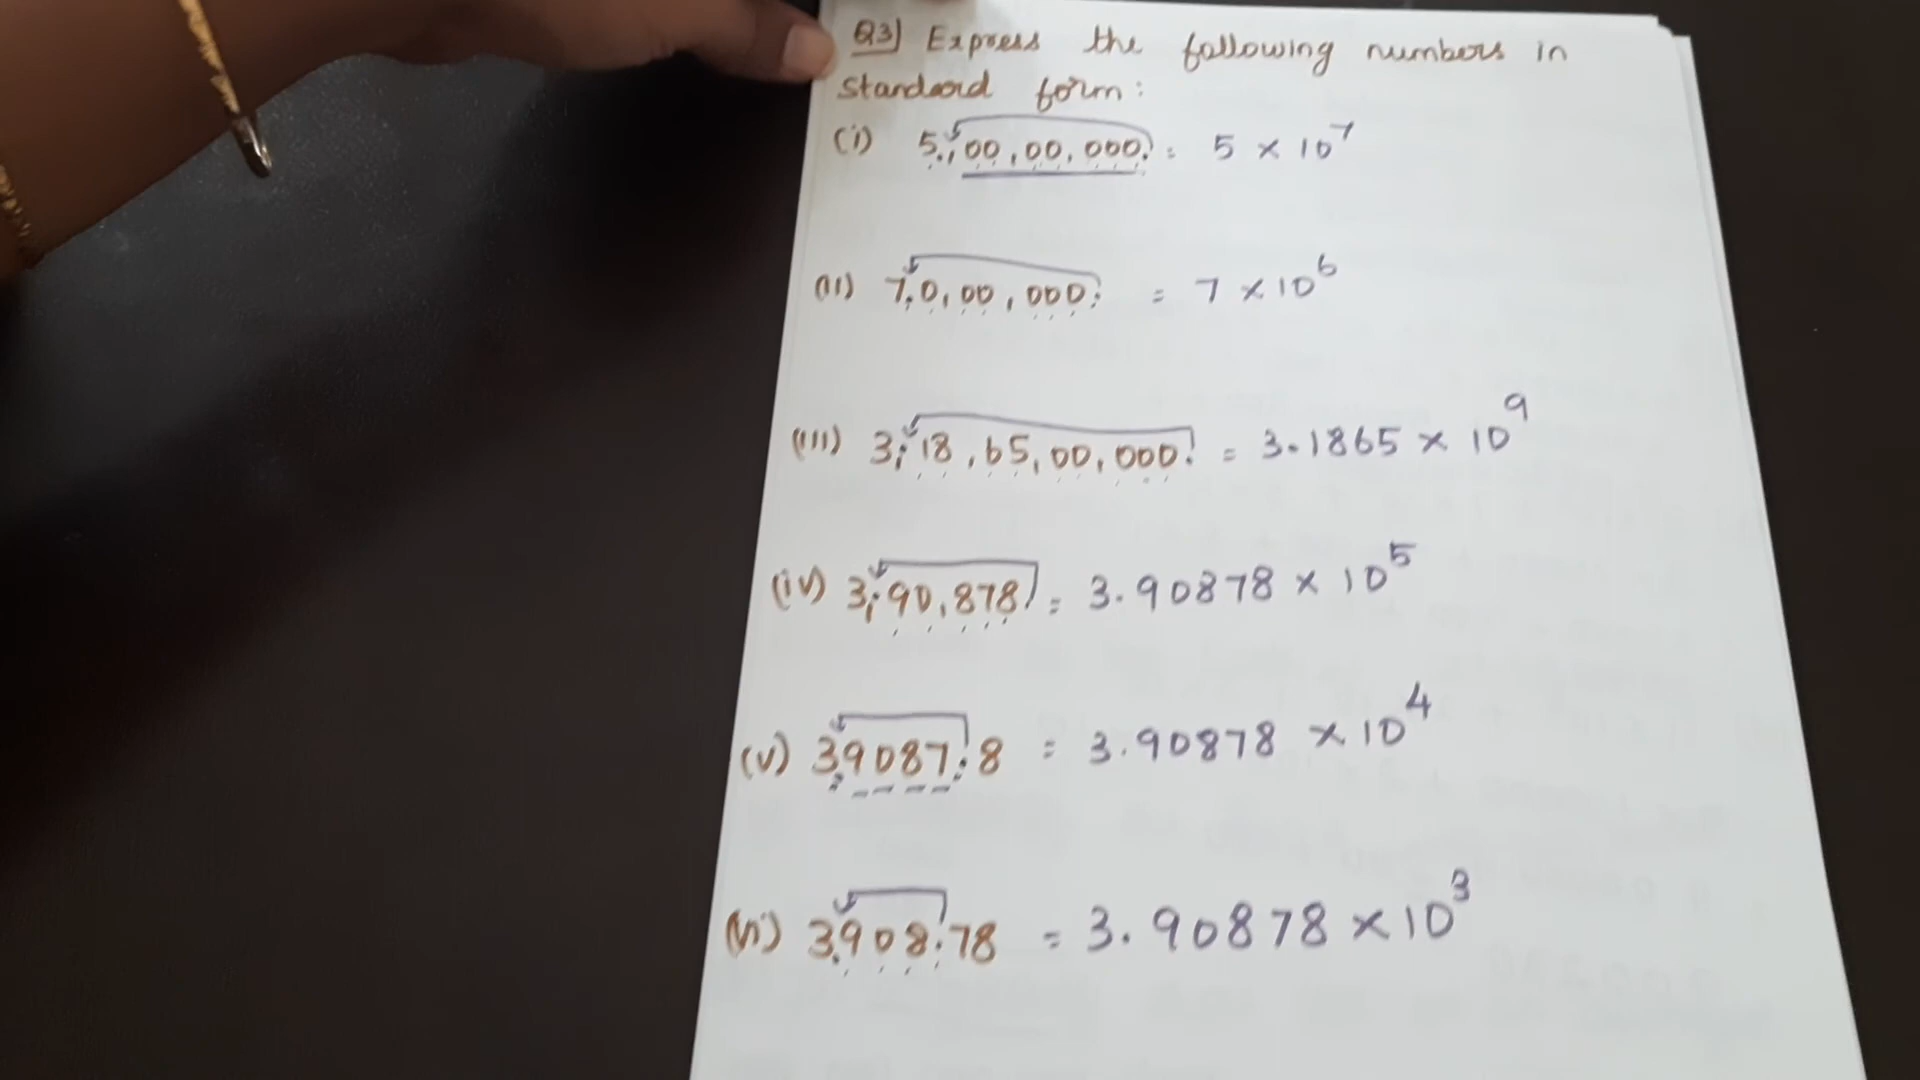 Q3) Express the following numbers in
Standard form:
(i) 5,00,00,000. = 5 × 10⁷
(ii) 70,00,000. = 7 × 10⁶
(iii) 3,18,65,00,000. = 3.1865 × 10⁹
(iv) 3,90,878. = 3.90878 × 10⁵
(v) 39087.8 = 3.90878 × 10⁴
(vi) 3908.78 = 3.90878 × 10³